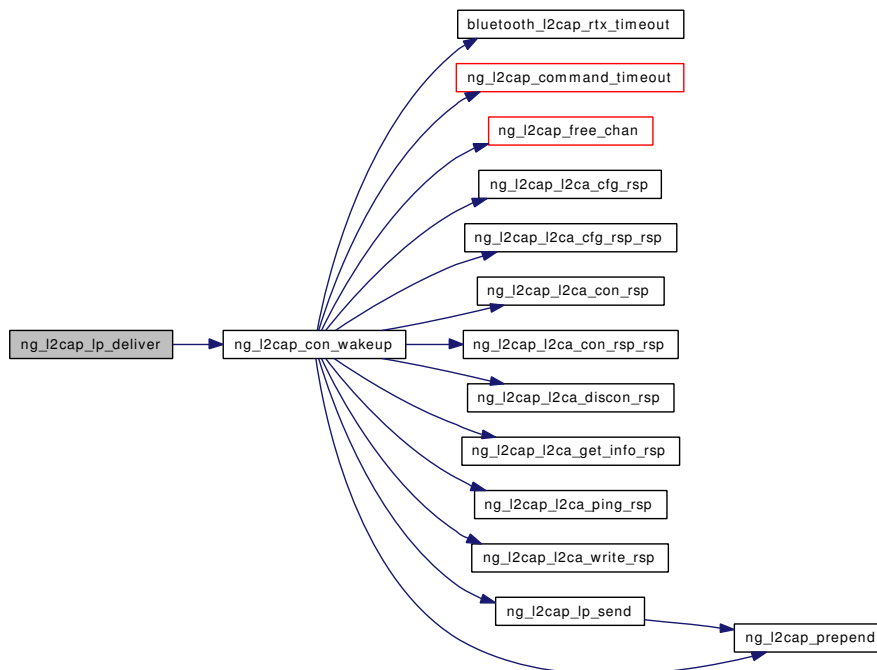 bluetooth_l2cap_rtx_timeout
ng_l2cap_command_timeout
ng_l2cap_free_chan
ng_l2cap_l2ca_cfg_rsp
ng_l2cap_l2ca_cfg_rsp_rsp
ng_l2cap_l2ca_con_rsp
ng_l2cap_lp_deliver
ng_l2cap_con_wakeup
ng_l2cap_l2ca_con_rsp_rsp
ng_l2cap_l2ca_discon_rsp
ng_l2cap_l2ca_get_info_rsp
ng_l2cap_l2ca_ping_rsp
ng_l2cap_l2ca_write_rsp
ng_l2cap_lp_send
ng_l2cap_prepend